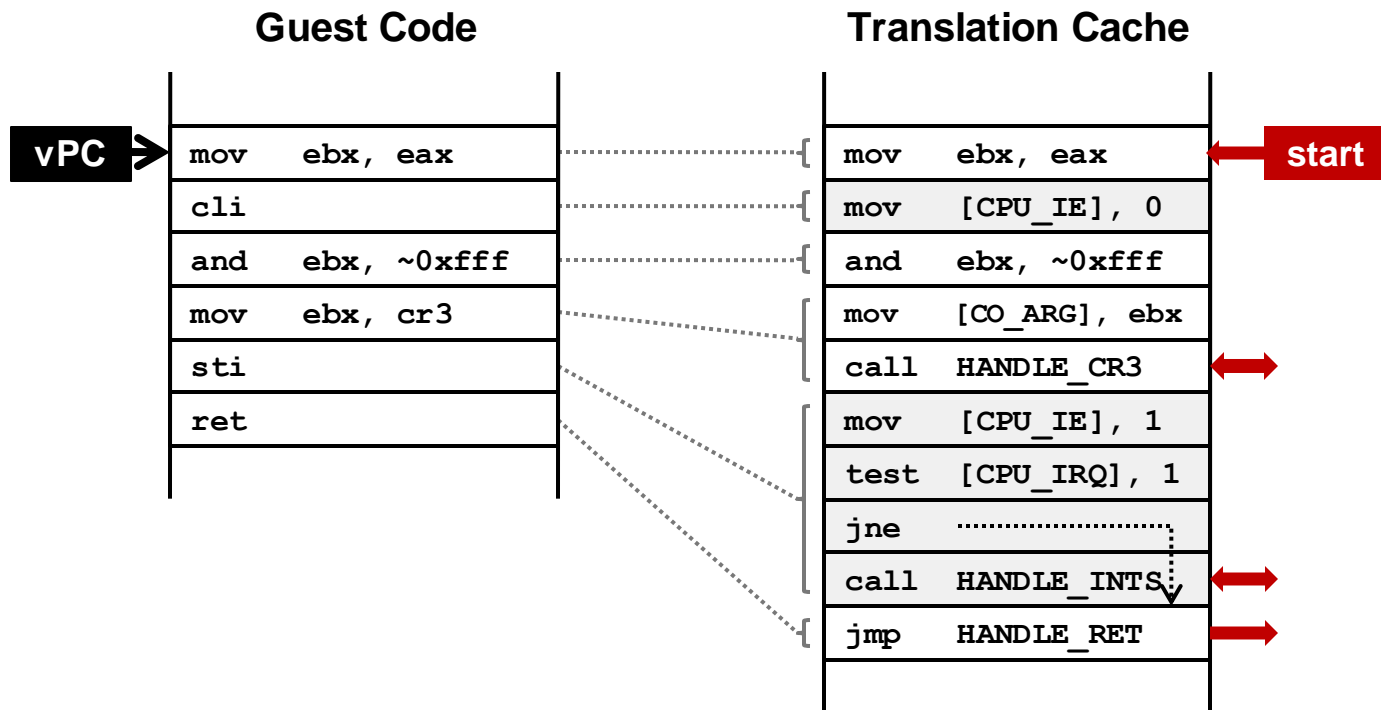 Guest Code
Translation Cache
vPC
mov ebx, eax
cli
and ebx, ~0xfff
mov ebx, cr3
sti
ret
mov ebx, eax
start
mov [CPU_IE], 0
and ebx, ~0xfff
mov [CO_ARG], ebx
call HANDLE_CR3
mov [CPU_IE], 1
test [CPU_IRQ], 1
jne
call HANDLE_INTS
jmp HANDLE_RET